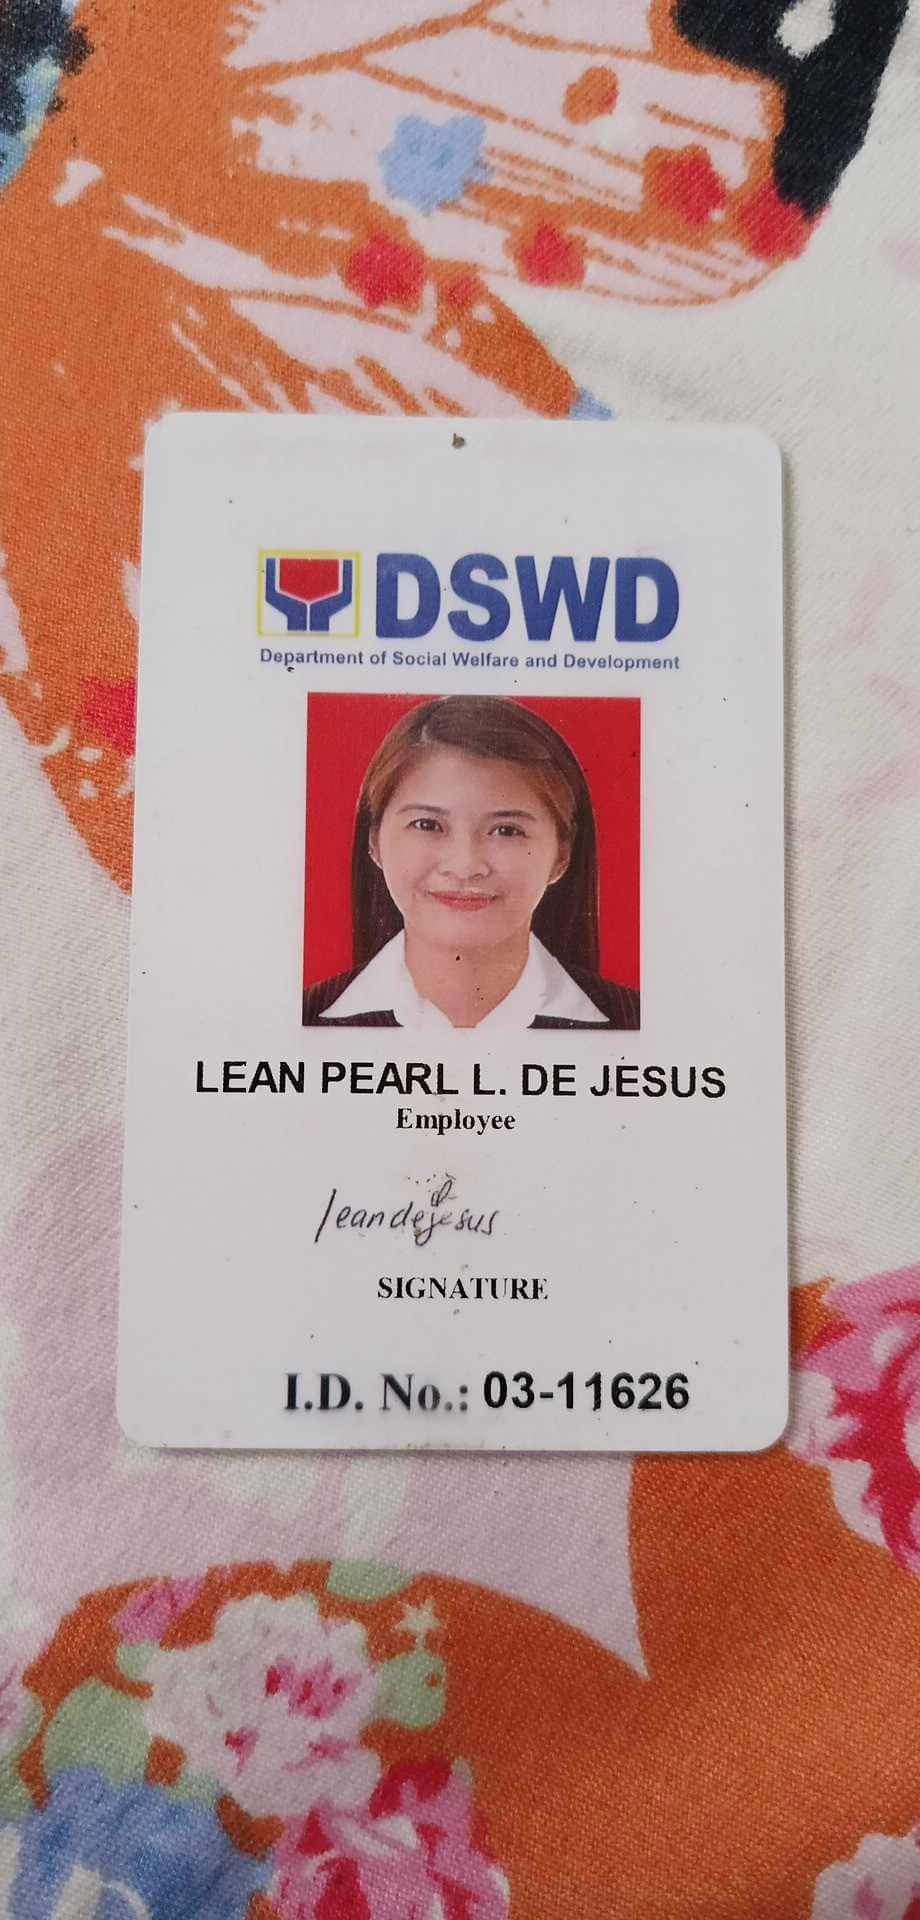 DSWD
Department of Social Welfare and Development
LEAN PEARL L. DE JESUS
Employee
leandejesus
SIGNATURE
I.D. No.: 03-11626